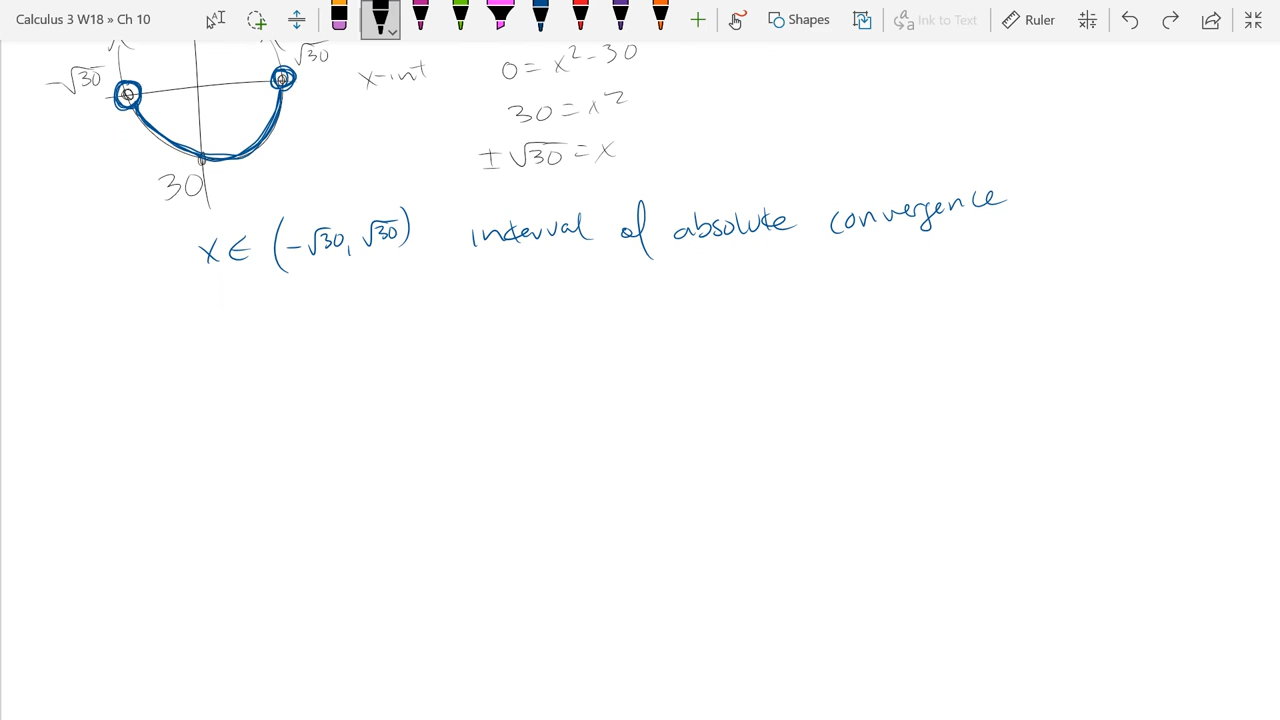 Calculus 3 W18 » Ch 10
Shapes
Ink to Text
Ruler
-√30
√30
30
x-int
0 = x² - 30
30 = x²
± √30 = x
x ∈ (-√30, √30) interval of absolute convergence